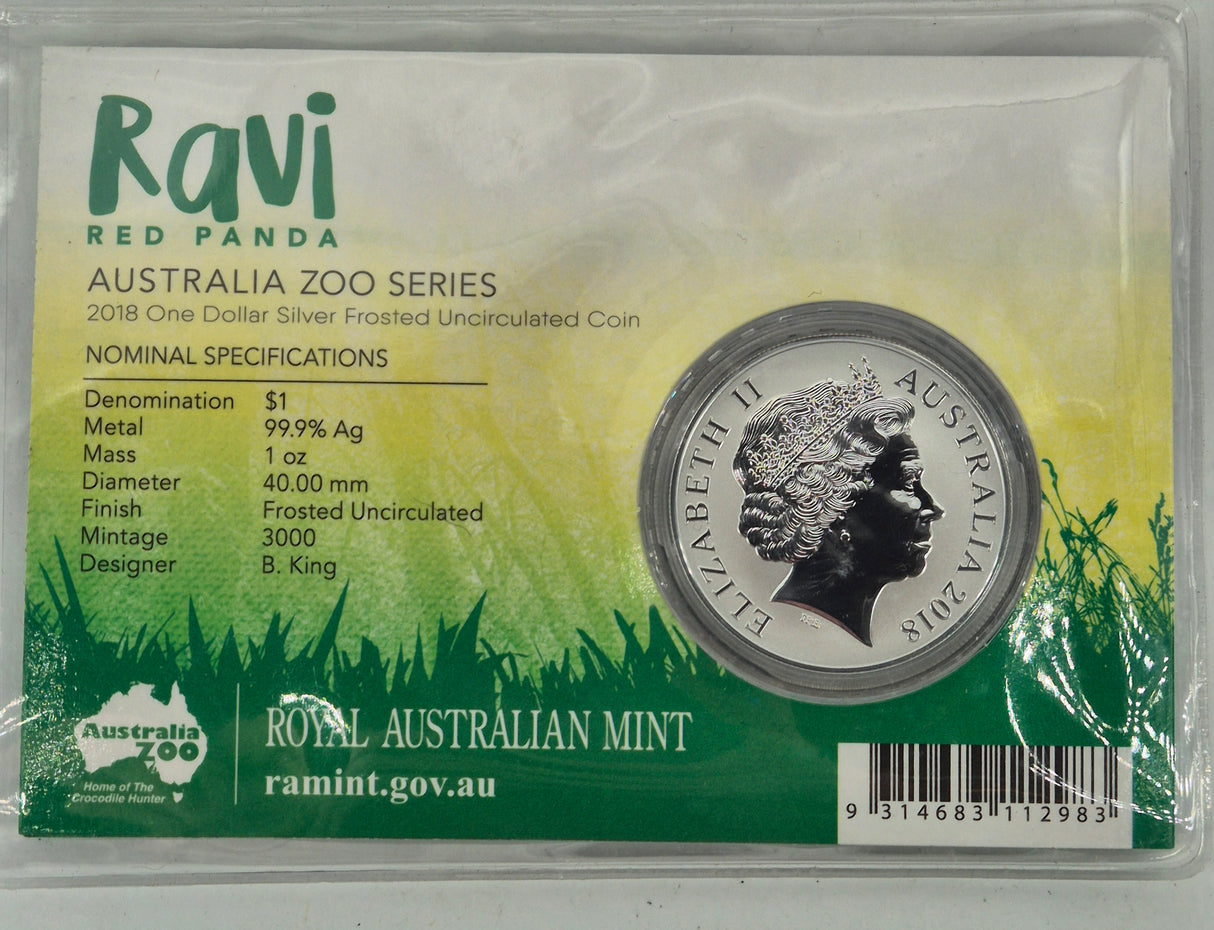 Ravi
RED PANDA
AUSTRALIA ZOO SERIES
2018 One Dollar Silver Frosted Uncirculated Coin
NOMINAL SPECIFICATIONS
Denomination $1
Metal 99.9% Ag
Mass 1 oz
Diameter 40.00 mm
Finish Frosted Uncirculated
Mintage 3000
Designer B. King
ELIZABETH II AUSTRALIA 2018
Australia
ZOO
Home of The
Crocodile Hunter
ROYAL AUSTRALIAN MINT
ramint.gov.au
9 314683 112983